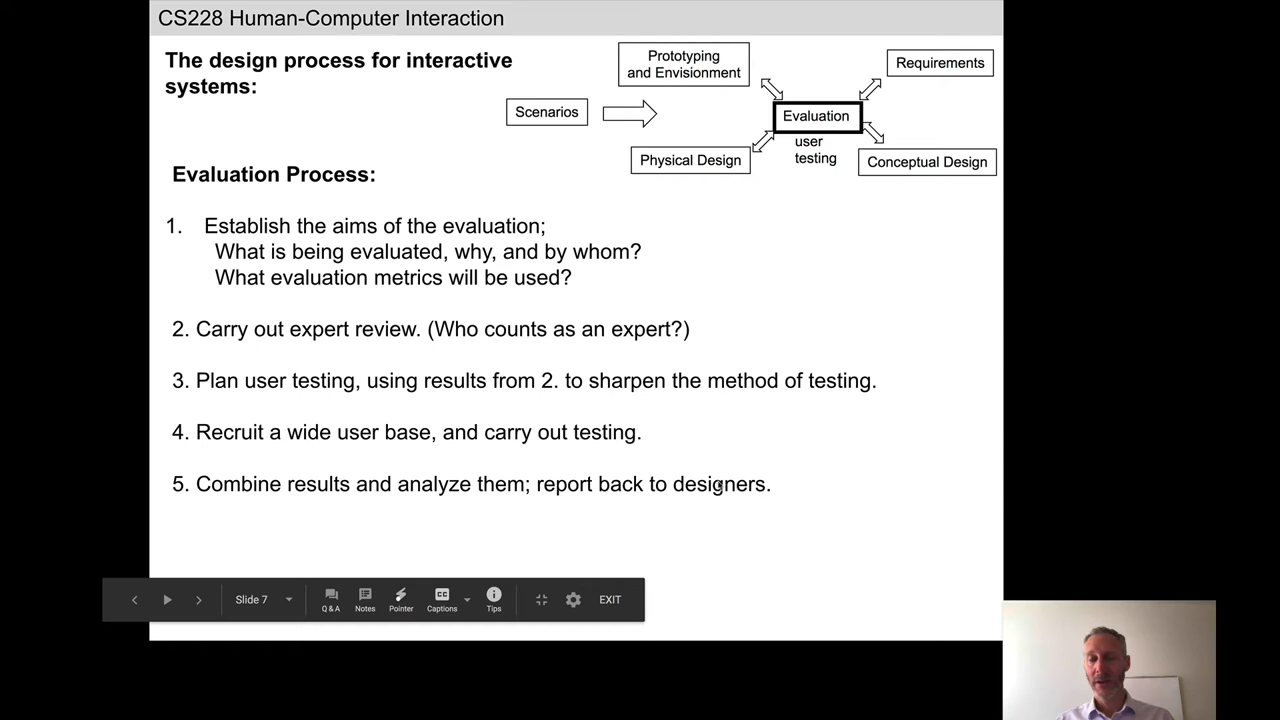 CS228 Human-Computer Interaction
The design process for interactive
systems:
Prototyping
and Envisionment
Requirements
Scenarios
Evaluation
user
testing
Physical Design
Conceptual Design
Evaluation Process:
1. Establish the aims of the evaluation;
What is being evaluated, why, and by whom?
What evaluation metrics will be used?
2. Carry out expert review. (Who counts as an expert?)
3. Plan user testing, using results from 2. to sharpen the method of testing.
4. Recruit a wide user base, and carry out testing.
5. Combine results and analyze them; report back to designers.
Slide 7
Q & A
Notes
Pointer
Captions
Tips
EXIT